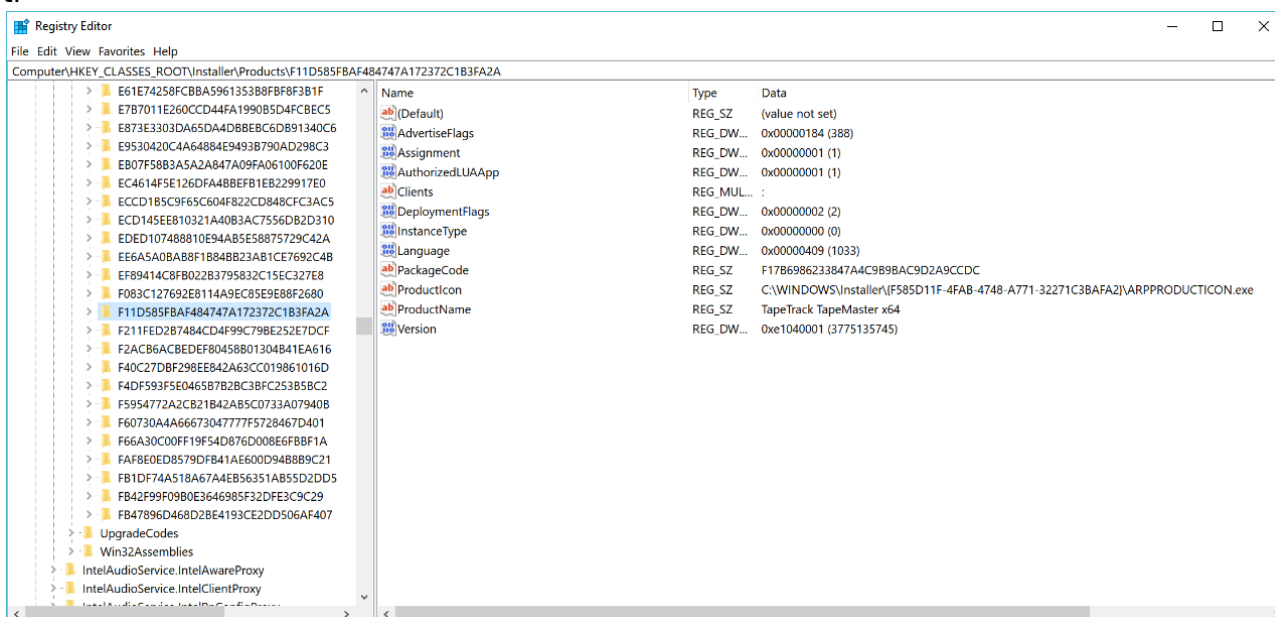 Registry Editor
File Edit View Favorites Help
Computer\HKEY_CLASSES_ROOT\Installer\Products\F11D585FBAF484747A172372C1B3FA2A
E61E74258FCBBA5961353B8FBF8F3B1F
E7B7011E260CCD44FA1990B5D4FCBEC5
E873E3303DA65DA4DBBEBC6DB91340C6
E9530420C4A64884E9493B790AD298C3
EB07F58B3A5A2A847A09FA06100F620E
EC4614F5E126DFA4BBEFB1EB229917E0
ECCD1B5C9F65C604F822CD848CFC3AC5
ECD145EE810321A40B3AC7556DB2D310
EDED107488810E94AB5E58875729C42A
EE6A5A0BAB8F1B84BB23AB1CE7692C4B
EF89414C8FB022B3795832C15EC327E8
F083C127692E8114A9EC85E9E88F2680
F11D585FBAF484747A172372C1B3FA2A
F211FED2B7484CD4F99C79BE252E7DCF
F2ACB6ACBEDEF80458B01304B41EA616
F40C27DBF298EE842A63CC019861016D
F4DF593F5E0465B7B2BC3BFC253B5BC2
F5954772A2CB21B42AB5C0733A07940B
F60730A4A66673047777F5728467D401
F66A30C00FF19F54D876D008E6FBBF1A
FAF8E0ED8579DFB41AE600D94B8B9C21
FB1DF74A518A67A4EB56351AB55D2DD5
FB42F99F09B0E3646985F32DFE3C9C29
FB47896D468D2BE4193CE2DD506AF407
UpgradeCodes
Win32Assemblies
IntelAudioService.IntelAwareProxy
IntelAudioService.IntelClientProxy
Name Type Data
(Default) REG_SZ (value not set)
AdvertiseFlags REG_DW... 0x00000184 (388)
Assignment REG_DW... 0x00000001 (1)
AuthorizedLUAApp REG_DW... 0x00000001 (1)
Clients REG_MUL... :
DeploymentFlags REG_DW... 0x00000002 (2)
InstanceType REG_DW... 0x00000000 (0)
Language REG_DW... 0x00000409 (1033)
PackageCode REG_SZ F17B6986233847A4C9B9BAC9D2A9CCDC
ProductIcon REG_SZ C:\WINDOWS\Installer\{F585D11F-4FAB-4748-A771-32271C3BAFA2}\ARPPRODUCTICON.exe
ProductName REG_SZ TapeTrack TapeMaster x64
Version REG_DW... 0xe1040001 (3775135745)